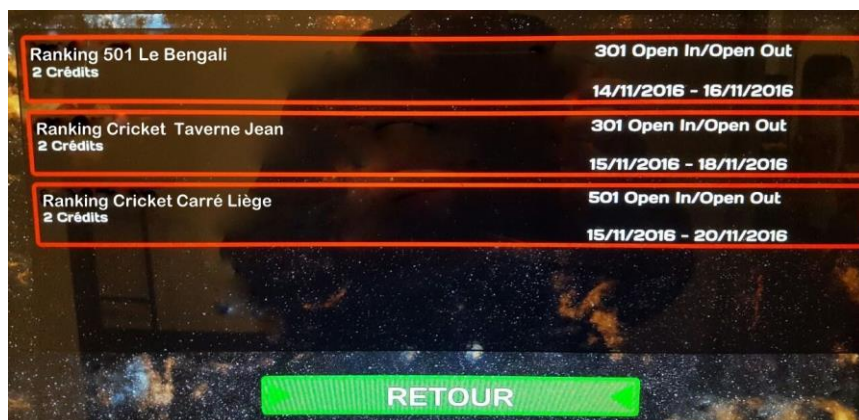 Ranking 501 Le Bengali
301 Open In/Open Out
2 Crédits
14/11/2016 - 16/11/2016
Ranking Cricket Taverne Jean
301 Open In/Open Out
2 Crédits
15/11/2016 - 18/11/2016
Ranking Cricket Carré Liège
501 Open In/Open Out
2 Crédits
15/11/2016 - 20/11/2016
RETOUR